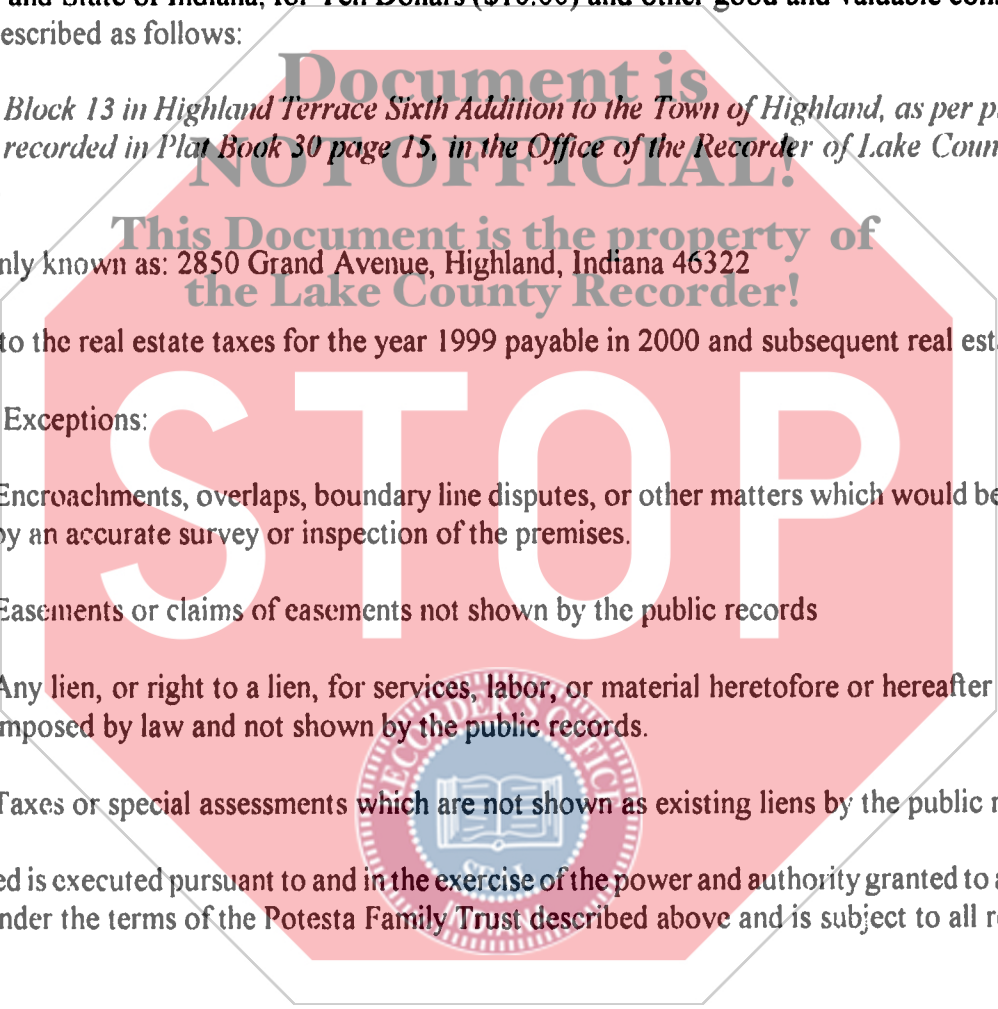 and State of Indiana, for Ten Dollars ($10.00) and other good and valuable con
escribed as follows:
Document is
Block 13 in Highland Terrace Sixth Addition to the Town of Highland, as per p
recorded in Plat Book 30 page 15, in the Office of the Recorder of Lake Coun
NOT OFFICIAL!
This Document is the property of
nly known as: 2850 Grand Avenue, Highland, Indiana 46322
the Lake County Recorder!
to the real estate taxes for the year 1999 payable in 2000 and subsequent real est
STOP
Exceptions:
Encroachments, overlaps, boundary line disputes, or other matters which would be
by an accurate survey or inspection of the premises.
Easements or claims of easements not shown by the public records
Any lien, or right to a lien, for services, labor, or material heretofore or hereafter
mposed by law and not shown by the public records.
RECORDER'S OFFICE
Taxes or special assessments which are not shown as existing liens by the public r
SEAL
ed is executed pursuant to and in the exercise of the power and authority granted to a
nder the terms of the Potesta Family Trust described above and is subject to all re
INDIANA